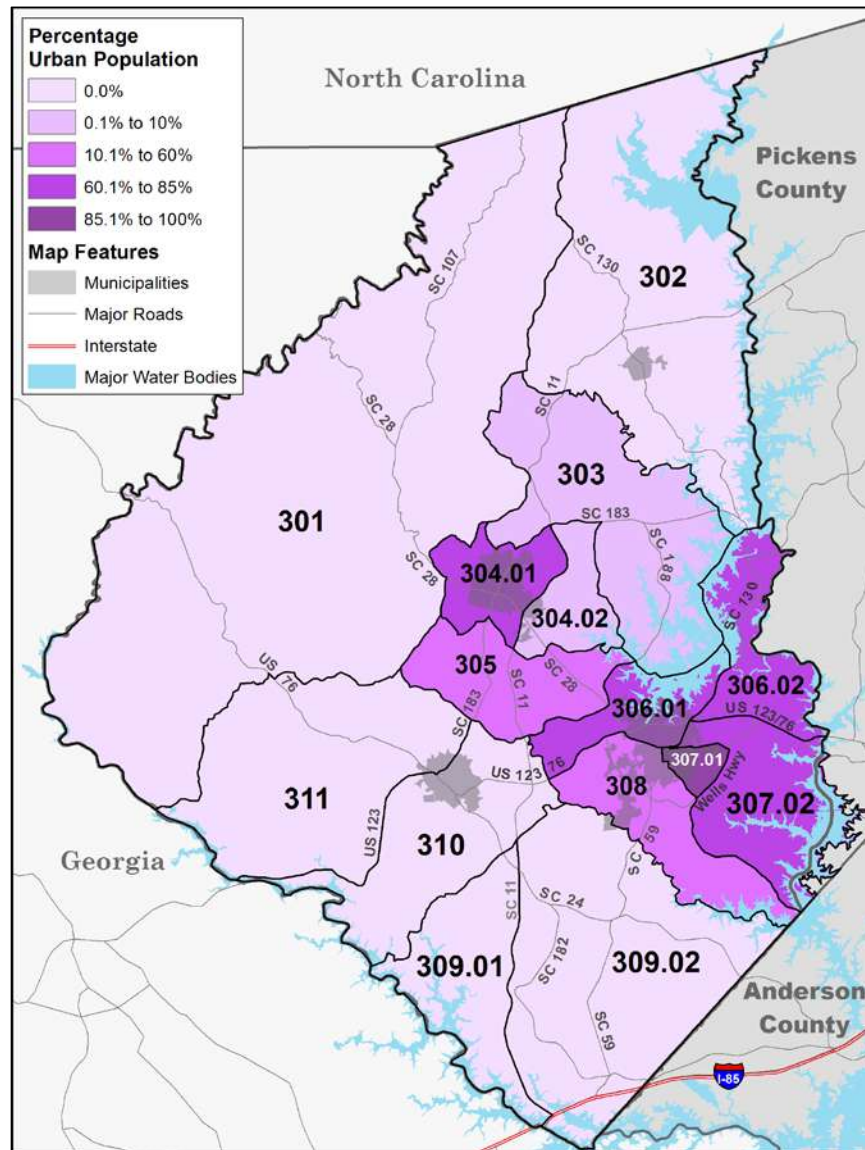 Percentage
Urban Population
0.0%
0.1% to 10%
10.1% to 60%
60.1% to 85%
85.1% to 100%
Map Features
Municipalities
Major Roads
Interstate
Major Water Bodies
North Carolina
Pickens
County
SC 107
SC 130
302
SC 11
SC 28
303
301
SC 183
SC 188
SC 28
304.01
304.02
SC 130
305
SC 28
US 76
SC 183
SC 11
306.01
306.02
US 123/76
307.01
Wells Hwy
US 123
76
308
307.02
311
US 123
310
SC 59
Georgia
SC 11
SC 24
309.01
SC 182
309.02
SC 59
Anderson
County
I-85